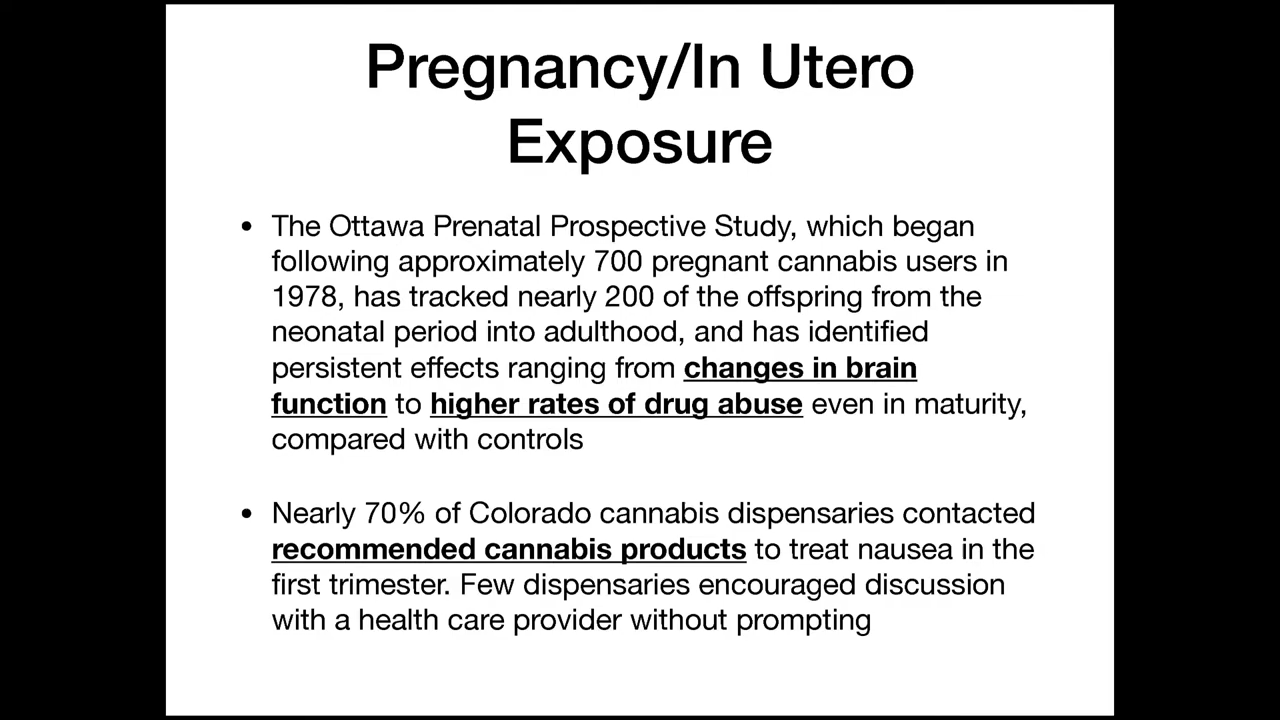 Pregnancy/In Utero
Exposure
• The Ottawa Prenatal Prospective Study, which began
following approximately 700 pregnant cannabis users in
1978, has tracked nearly 200 of the offspring from the
neonatal period into adulthood, and has identified
persistent effects ranging from changes in brain
function to higher rates of drug abuse even in maturity,
compared with controls
• Nearly 70% of Colorado cannabis dispensaries contacted
recommended cannabis products to treat nausea in the
first trimester. Few dispensaries encouraged discussion
with a health care provider without prompting